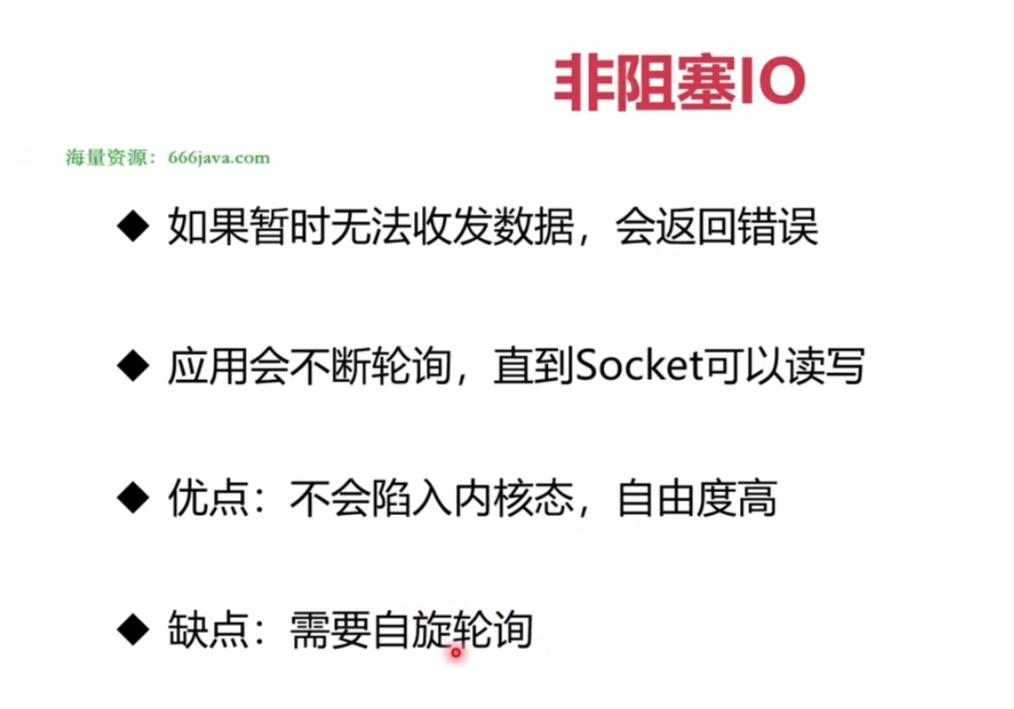 非阻塞IO
海量资源：666java.com
◆ 如果暂时无法收发数据，会返回错误
◆ 应用会不断轮询，直到Socket可以读写
◆ 优点：不会陷入内核态，自由度高
◆ 缺点：需要自旋轮询